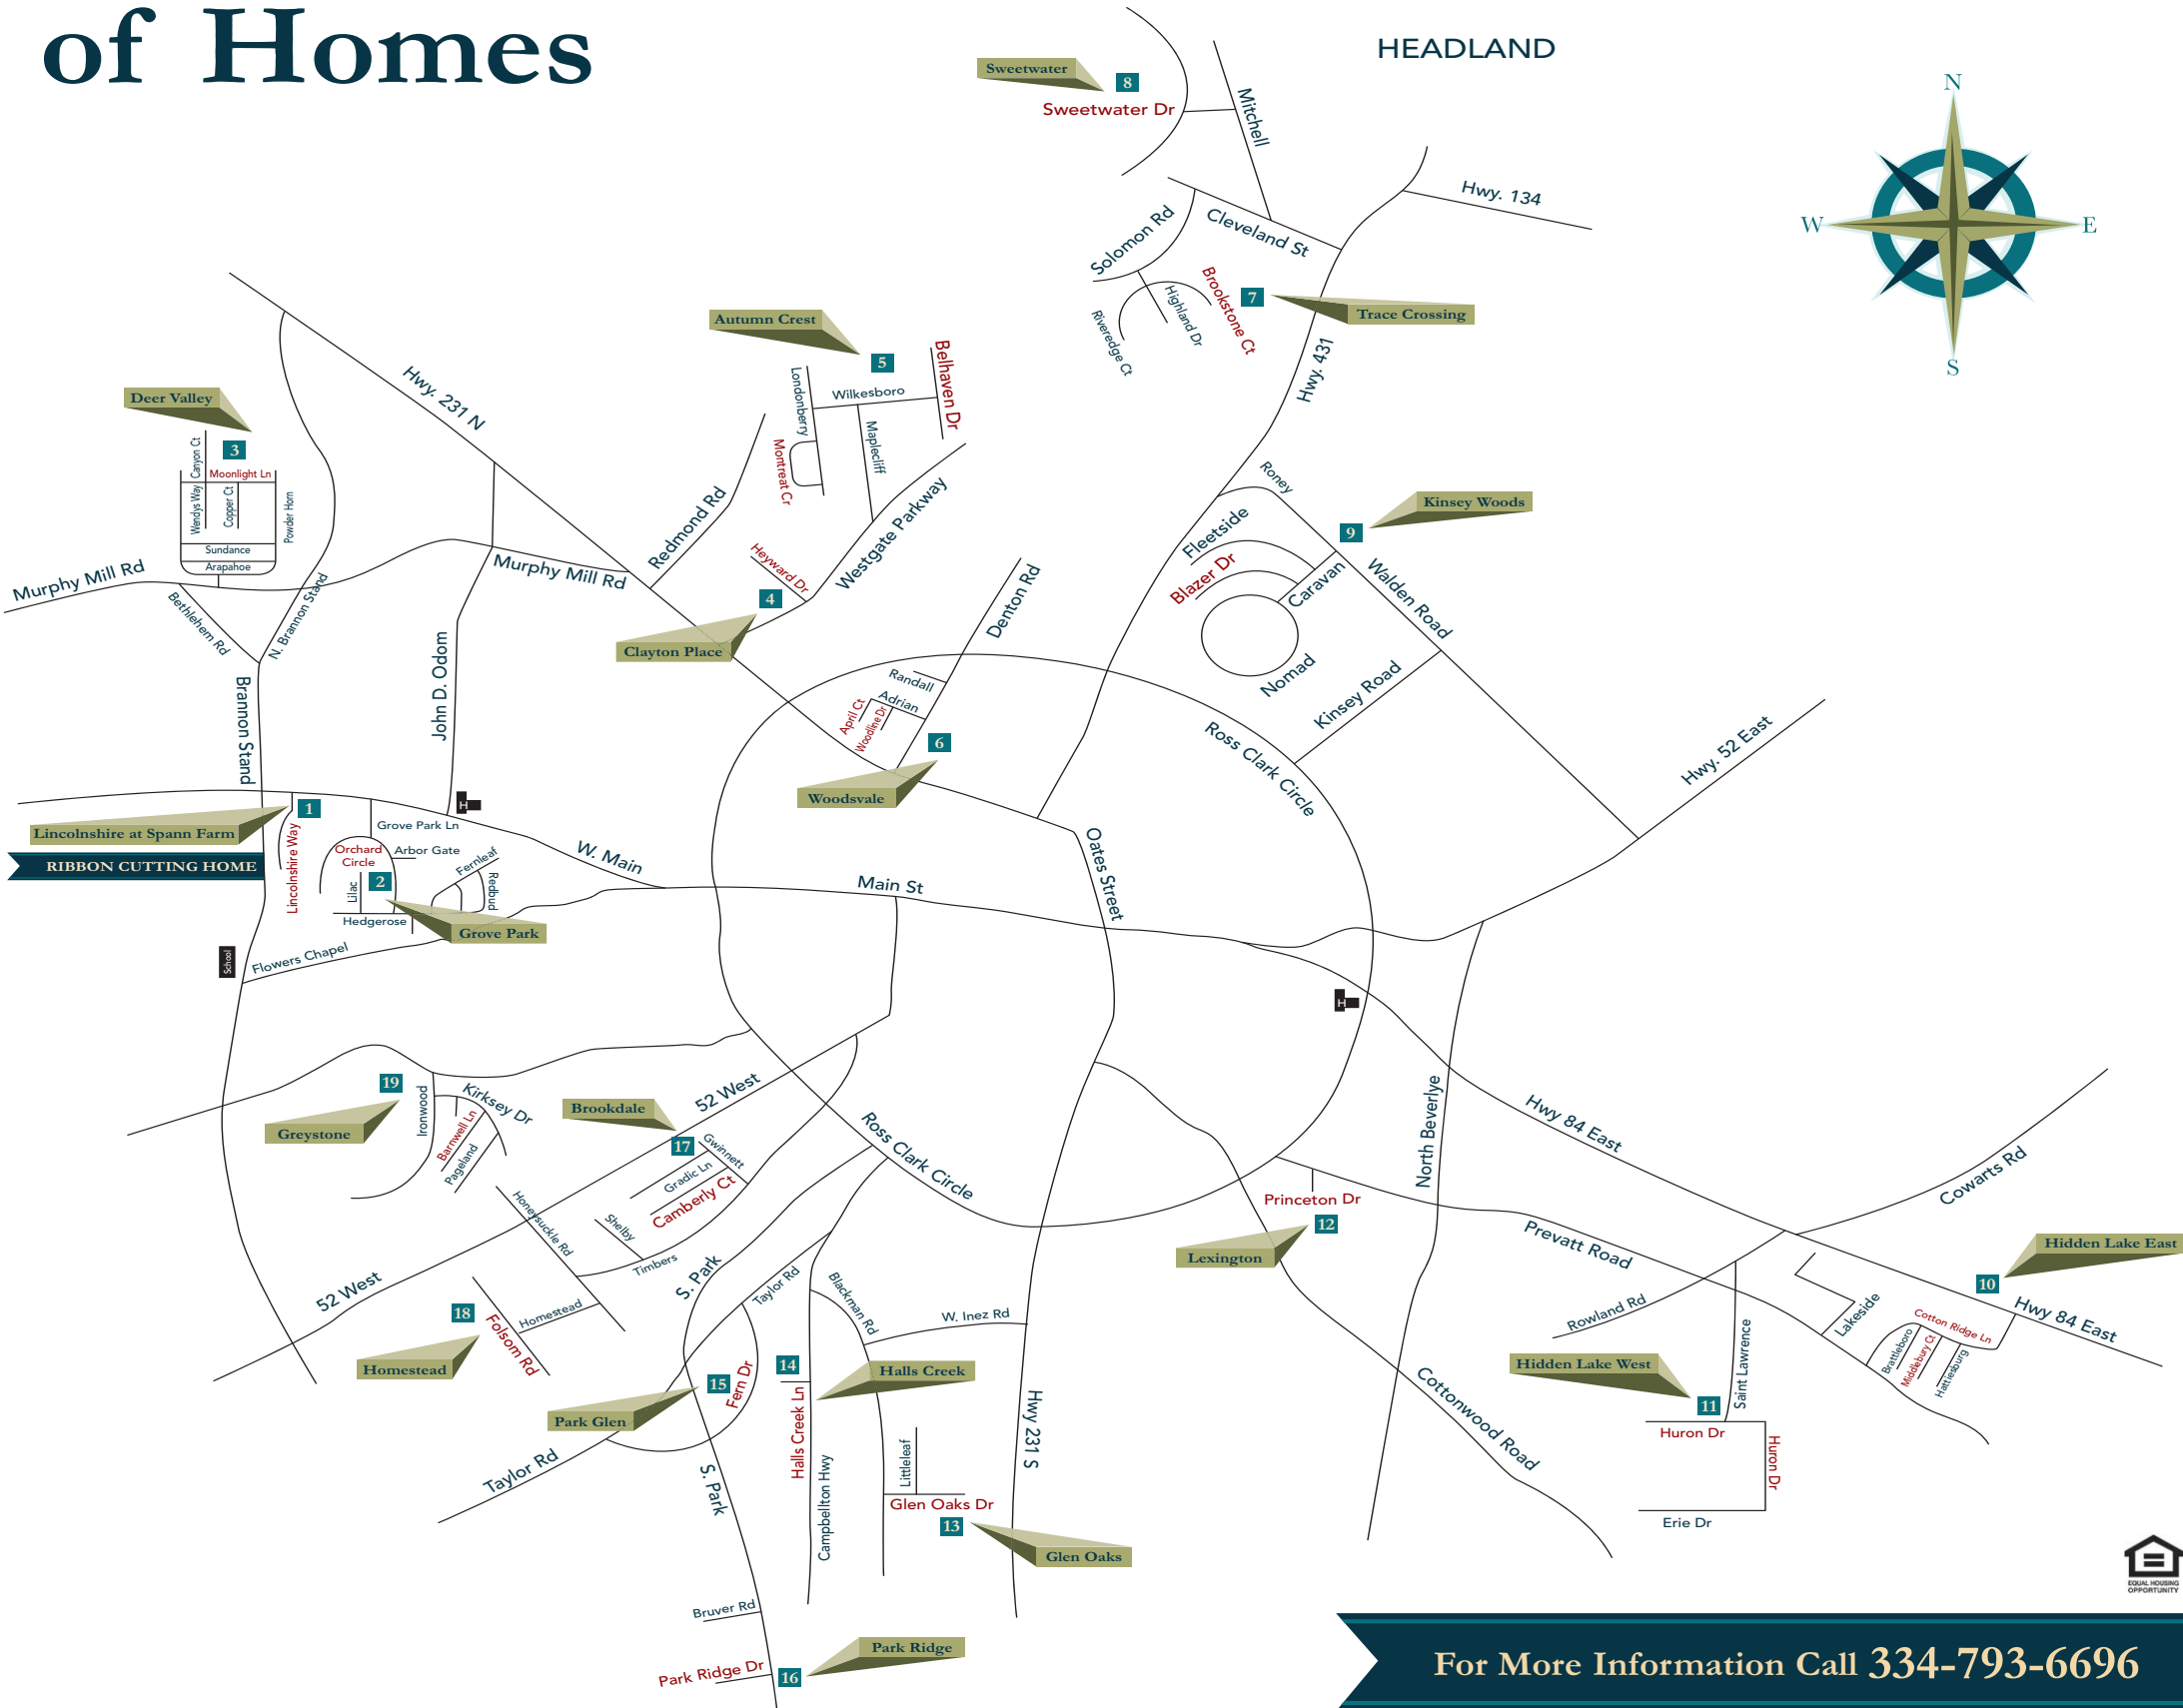 of Homes
HEADLAND
Sweetwater
8
Sweetwater Dr
Mitchell
N
W
E
S
Hwy. 134
Solomon Rd
Cleveland St
Brookstone Ct
Highland Dr
Riveredge Ct
7
Trace Crossing
Hwy. 431
Autumn Crest
5
Belhaven Dr
Londonberry
Wilkesboro
Maplecliff
Montreat Cr
Hwy. 231 N
Deer Valley
3
Canyon Ct
Moonlight Ln
Wendys Way
Copper Ct
Powder Horn
Sundance
Arapahoe
Murphy Mill Rd
Bethlehem Rd
N. Brannon Stand
Murphy Mill Rd
Redmond Rd
Westgate Parkway
Heyward Dr
4
Clayton Place
Denton Rd
Roney
Kinsey Woods
9
Fleetside
Blazer Dr
Caravan
Walden Road
Nomad
Kinsey Road
Brannon Stand
John D. Odom
Randall
Adrian
April Ct
Woodline Dr
6
Woodsvale
Ross Clark Circle
Hwy. 52 East
1
Lincolnshire at Spann Farm
RIBBON CUTTING HOME
Lincolnshire Way
H
Grove Park Ln
Orchard
Circle
Arbor Gate
Fernleaf
Redbud
Lilac
2
Hedgerose
Grove Park
W. Main
Main St
Oates Street
School
Flowers Chapel
H
19
Greystone
Ironwood
Kirksey Dr
Barnwell Ln
Pageland
52 West
Brookdale
17
Gwinnett
Gradic Ln
Camberly Ct
Shelby
Timbers
Honeysuckle Rd
Ross Clark Circle
North Beverlye
Hwy 84 East
Cowarts Rd
Princeton Dr
12
Lexington
Prevatt Road
Hidden Lake East
10
Hwy 84 East
52 West
18
Homestead
Folsom Rd
Homestead
S. Park
Taylor Rd
Blackman Rd
W. Inez Rd
Rowland Rd
Lakeside
Cotton Ridge Ln
Brattleboro
Middlebury Ct
Hattiesburg
14
Halls Creek
15
Fern Dr
Park Glen
Halls Creek Ln
Hwy 231 S
Cottonwood Road
Hidden Lake West
11
Saint Lawrence
Huron Dr
Huron Dr
Erie Dr
Taylor Rd
S. Park
Campbellton Hwy
Littleleaf
Glen Oaks Dr
13
Glen Oaks
Bruver Rd
Park Ridge Dr
16
Park Ridge
EQUAL HOUSING
OPPORTUNITY
For More Information Call 334-793-6696